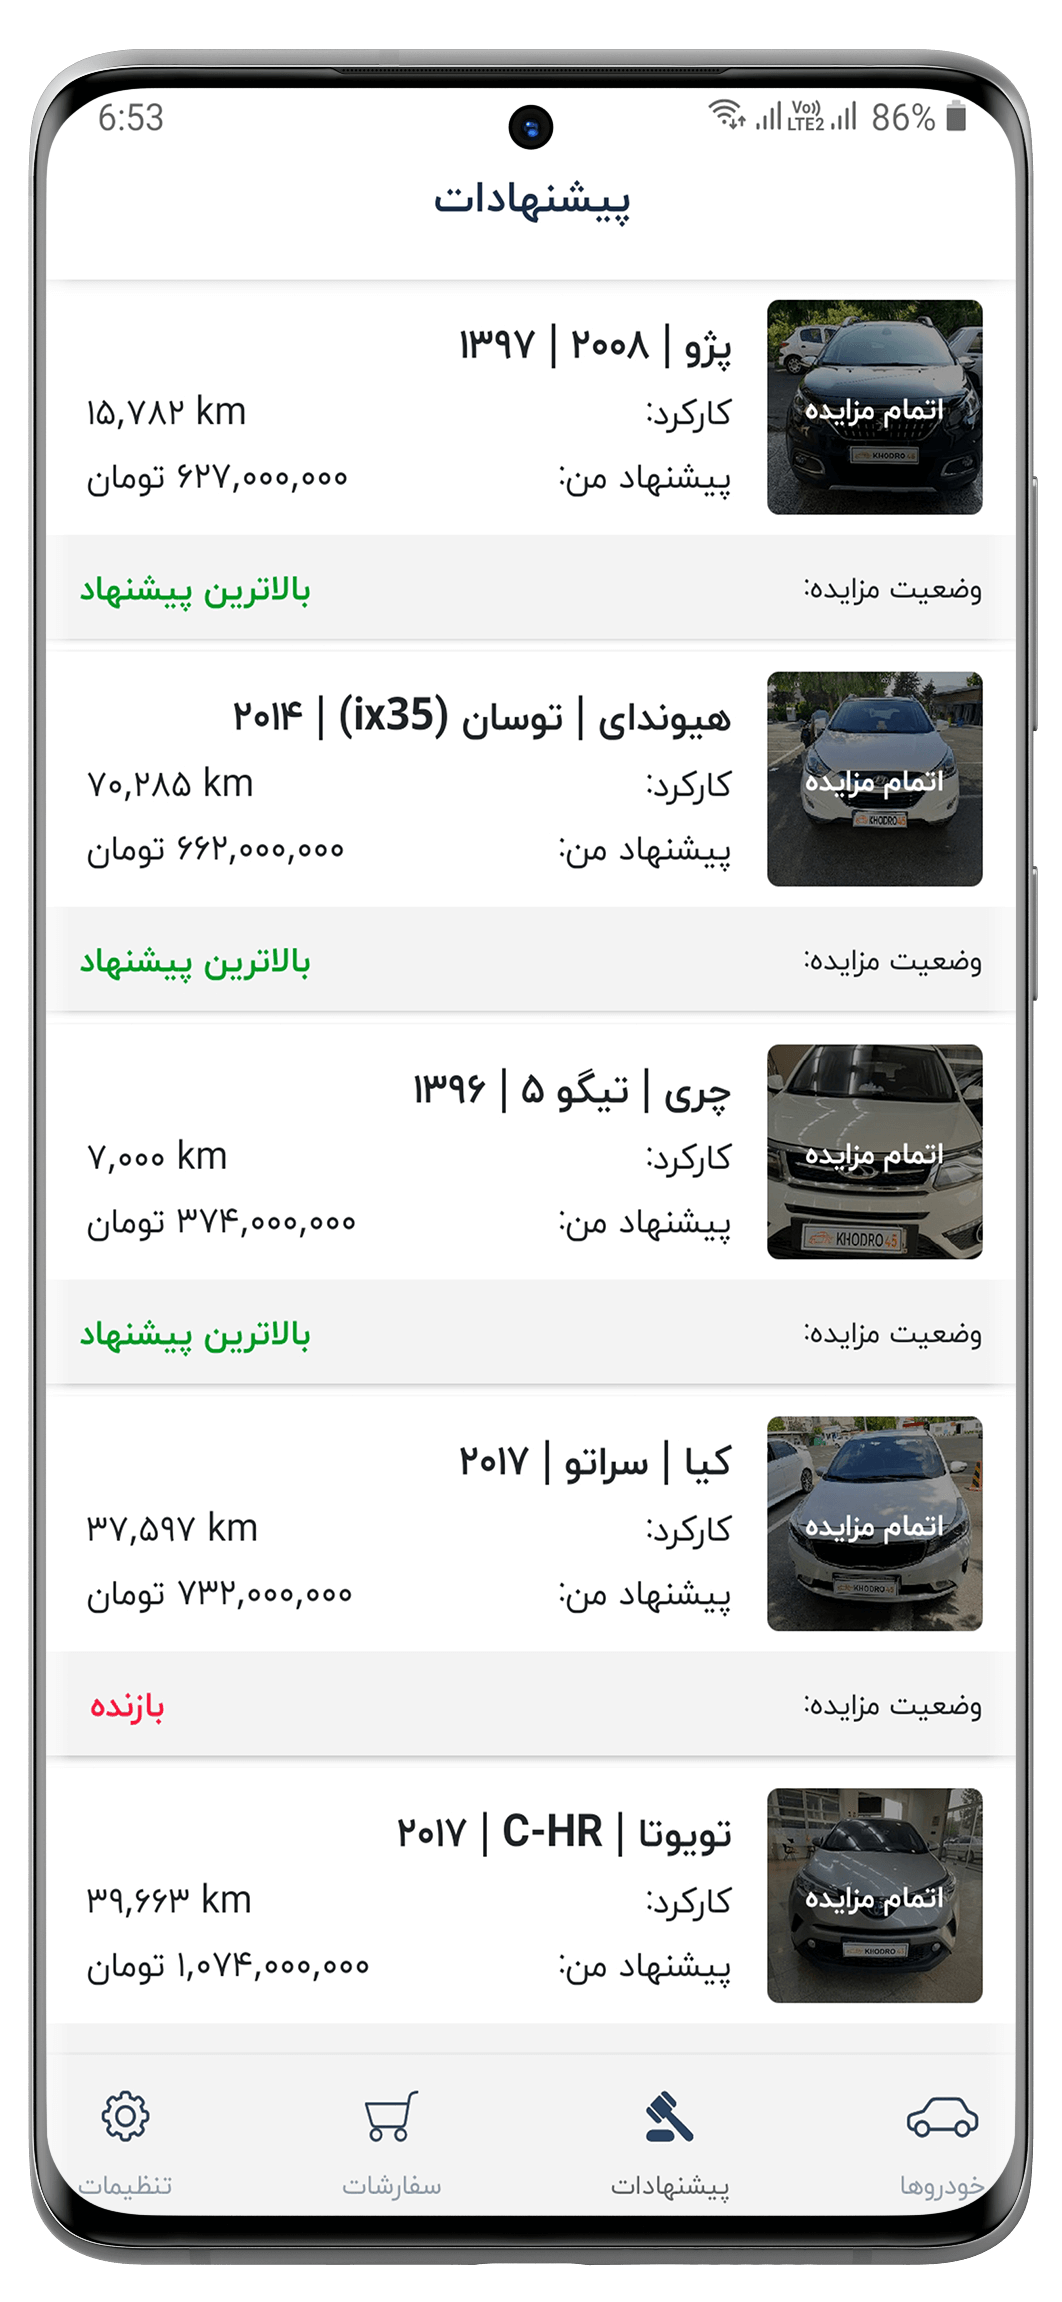 6:53
Vo)) LTE2 86%
پیشنهادات
پژو | ۲۰۰۸ | ۱۳۹۷
کارکرد: ۱۵,۷۸۲ km
پیشنهاد من: ۶۲۷,۰۰۰,۰۰۰ تومان
اتمام مزایده
KHODRO45
وضعیت مزایده: بالاترین پیشنهاد
هیوندای | توسان (ix35) | ۲۰۱۴
کارکرد: ۷۰,۲۸۵ km
پیشنهاد من: ۶۶۲,۰۰۰,۰۰۰ تومان
اتمام مزایده
KHODRO45
وضعیت مزایده: بالاترین پیشنهاد
چری | تیگو ۵ | ۱۳۹۶
کارکرد: ۷,۰۰۰ km
پیشنهاد من: ۳۷۴,۰۰۰,۰۰۰ تومان
اتمام مزایده
KHODRO45
وضعیت مزایده: بالاترین پیشنهاد
کیا | سراتو | ۲۰۱۷
کارکرد: ۳۷,۵۹۷ km
پیشنهاد من: ۷۳۲,۰۰۰,۰۰۰ تومان
اتمام مزایده
KHODRO45
وضعیت مزایده: بازنده
تویوتا | C-HR | ۲۰۱۷
کارکرد: ۳۹,۶۶۳ km
پیشنهاد من: ۱,۰۷۴,۰۰۰,۰۰۰ تومان
اتمام مزایده
KHODRO45
خودروها
پیشنهادات
سفارشات
تنظیمات